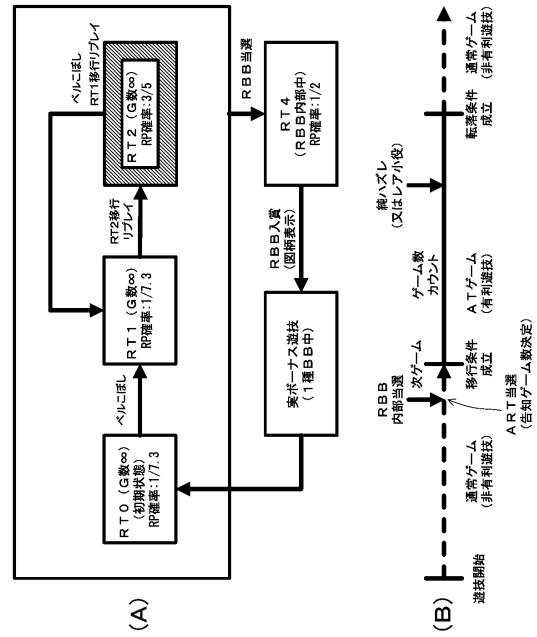 (A)
RT0 (G数∞)
(初期状態)
RP確率:1/7.3
ベルこぼし
RT1 (G数∞)
RP確率:1/7.3
RT2移行
リプレイ
RT2 (G数∞)
RP確率:3/5
ベルこぼし
RT1移行リプレイ
RBB当選
RT4
(RBB内部中)
RP確率:1/2
RBB入賞
(図柄表示)
実ボーナス遊技
(1種BB中)
(B)
遊技開始
通常ゲーム
(非有利遊技)
RBB
内部当選
次ゲーム
ART当選
(告知ゲーム数決定)
移行条件
成立
ゲーム数
カウント
ATゲーム
(有利遊技)
純ハズレ
(又はレア小役)
転落条件
成立
通常ゲーム
(非有利遊技)